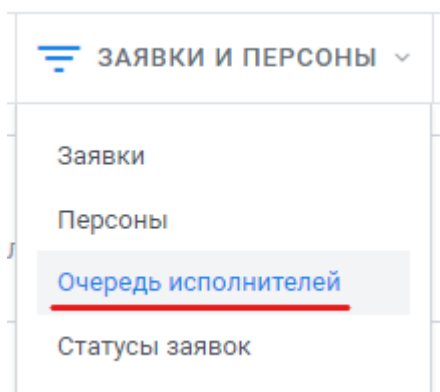 ЗАЯВКИ И ПЕРСОНЫ
Заявки
Персоны
Очередь исполнителей
Статусы заявок